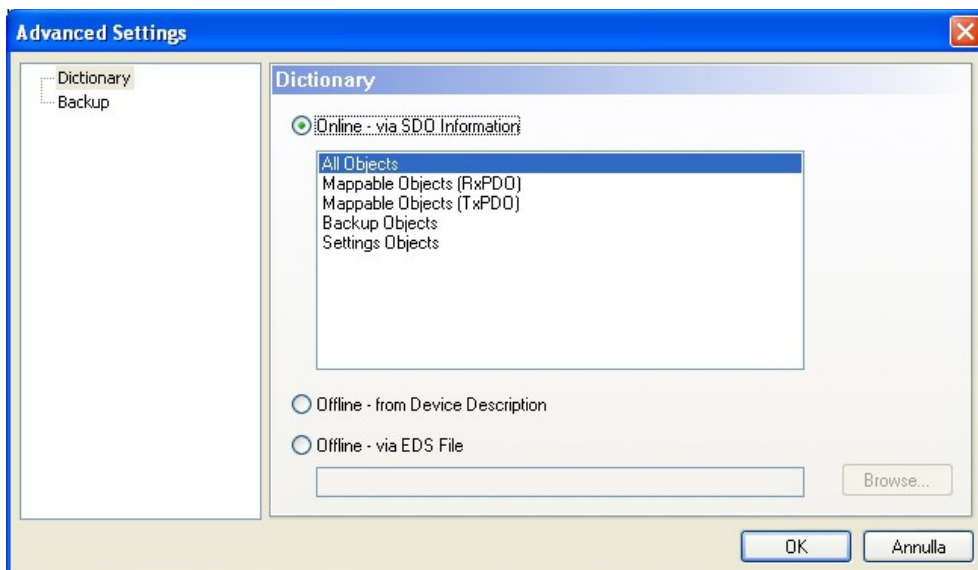 Advanced Settings
Dictionary
Backup
Dictionary
Online - via SDO Information
All Objects
Mappable Objects (RxPDO)
Mappable Objects (TxPDO)
Backup Objects
Settings Objects
Offline - from Device Description
Offline - via EDS File
Browse...
OK
Annulla